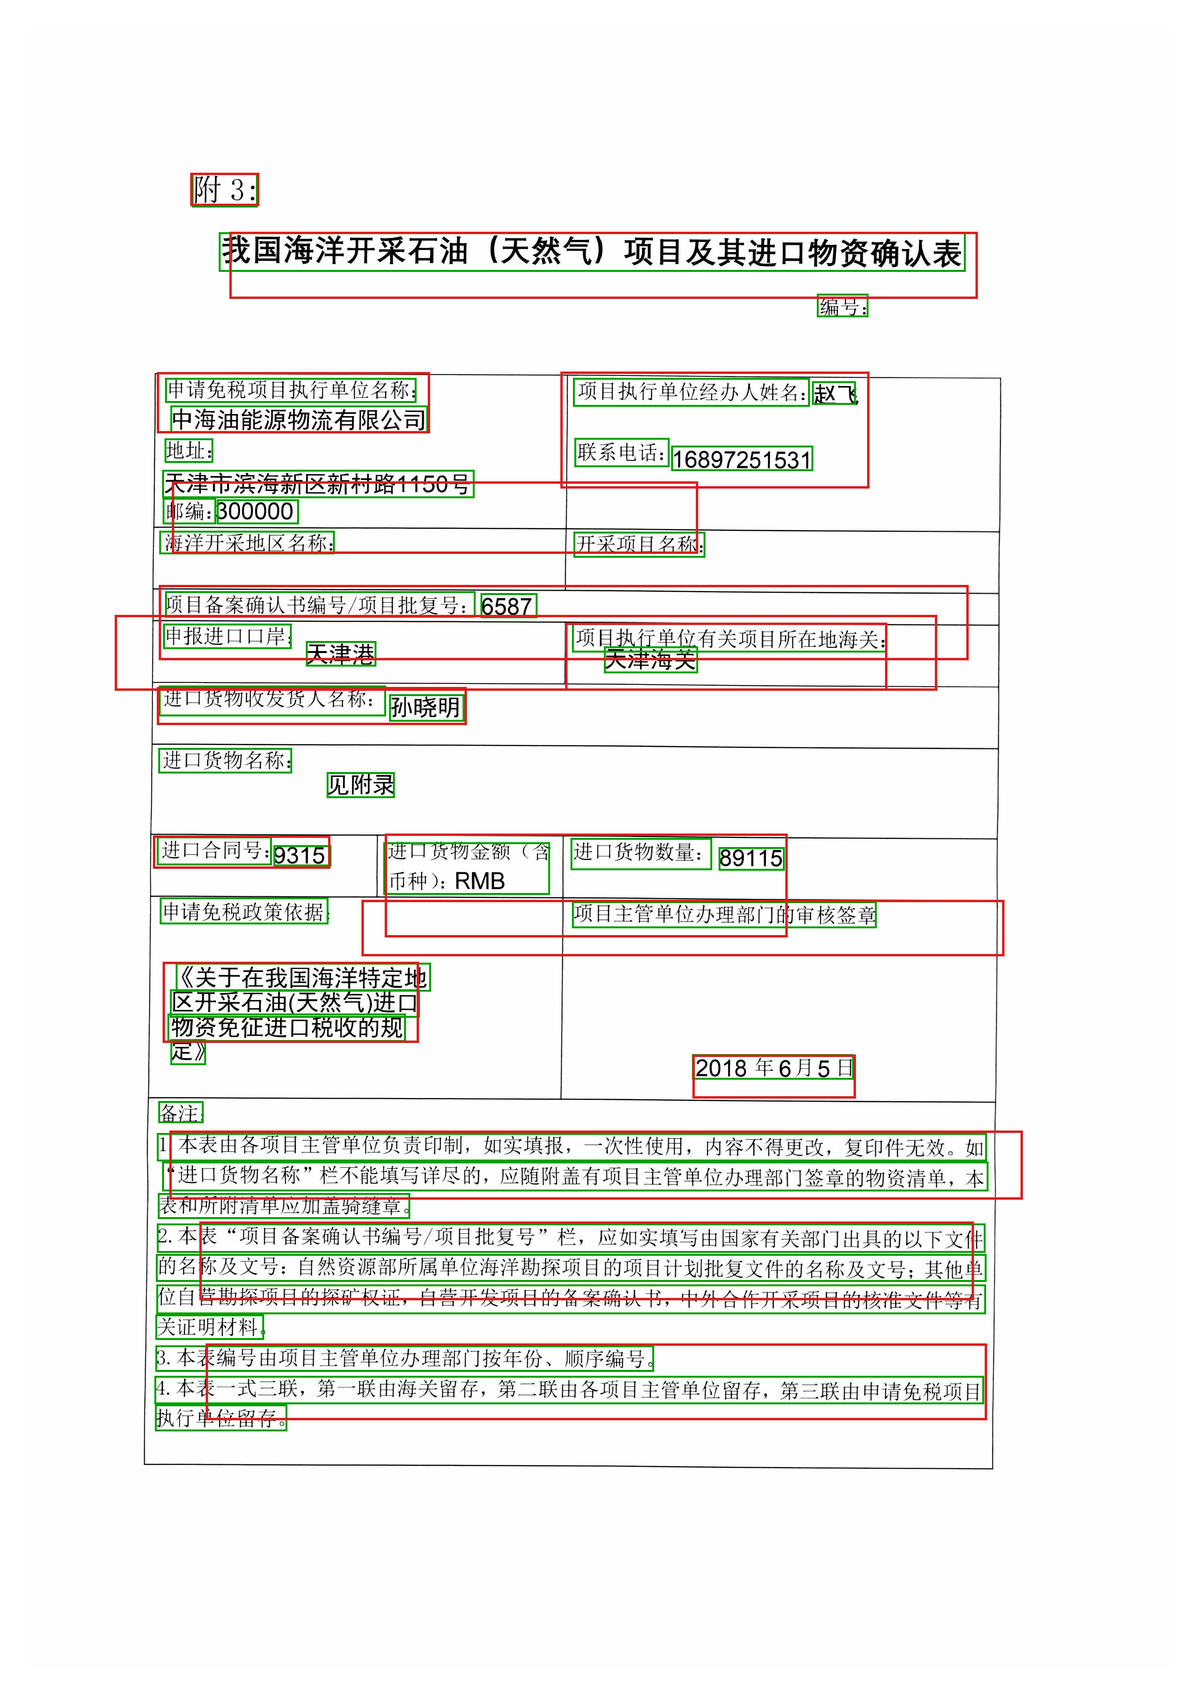 附 3:
我国海洋开采石油（天然气）项目及其进口物资确认表
编号:
申请免税项目执行单位名称:
中海油能源物流有限公司
地址:
天津市滨海新区新村路1150号
邮编:300000
项目执行单位经办人姓名: 赵飞
联系电话: 16897251531
海洋开采地区名称:
开采项目名称:
项目备案确认书编号/项目批复号: 6587
申报进口口岸:
天津港
项目执行单位有关项目所在地海关:
天津海关
进口货物收发货人名称: 孙晓明
进口货物名称:
见附录
进口合同号: 9315
进口货物金额（含
币种）: RMB
进口货物数量: 89115
申请免税政策依据:
《关于在我国海洋特定地
区开采石油(天然气)进口
物资免征进口税收的规
定》
项目主管单位办理部门的审核签章
2018 年 6 月 5 日
备注:
1 本表由各项目主管单位负责印制，如实填报，一次性使用，内容不得更改，复印件无效。如
“进口货物名称”栏不能填写详尽的，应随附盖有项目主管单位办理部门签章的物资清单，本
表和所附清单应加盖骑缝章。
2.本表“项目备案确认书编号/项目批复号”栏，应如实填写由国家有关部门出具的以下文件
的名称及文号: 自然资源部所属单位海洋勘探项目的项目计划批复文件的名称及文号; 其他单
位自营勘探项目的探矿权证，自营开发项目的备案确认书，中外合作开采项目的核准文件等有
关证明材料。
3.本表编号由项目主管单位办理部门按年份、顺序编号。
4.本表一式三联，第一联由海关留存，第二联由各项目主管单位留存，第三联由申请免税项目
执行单位留存。